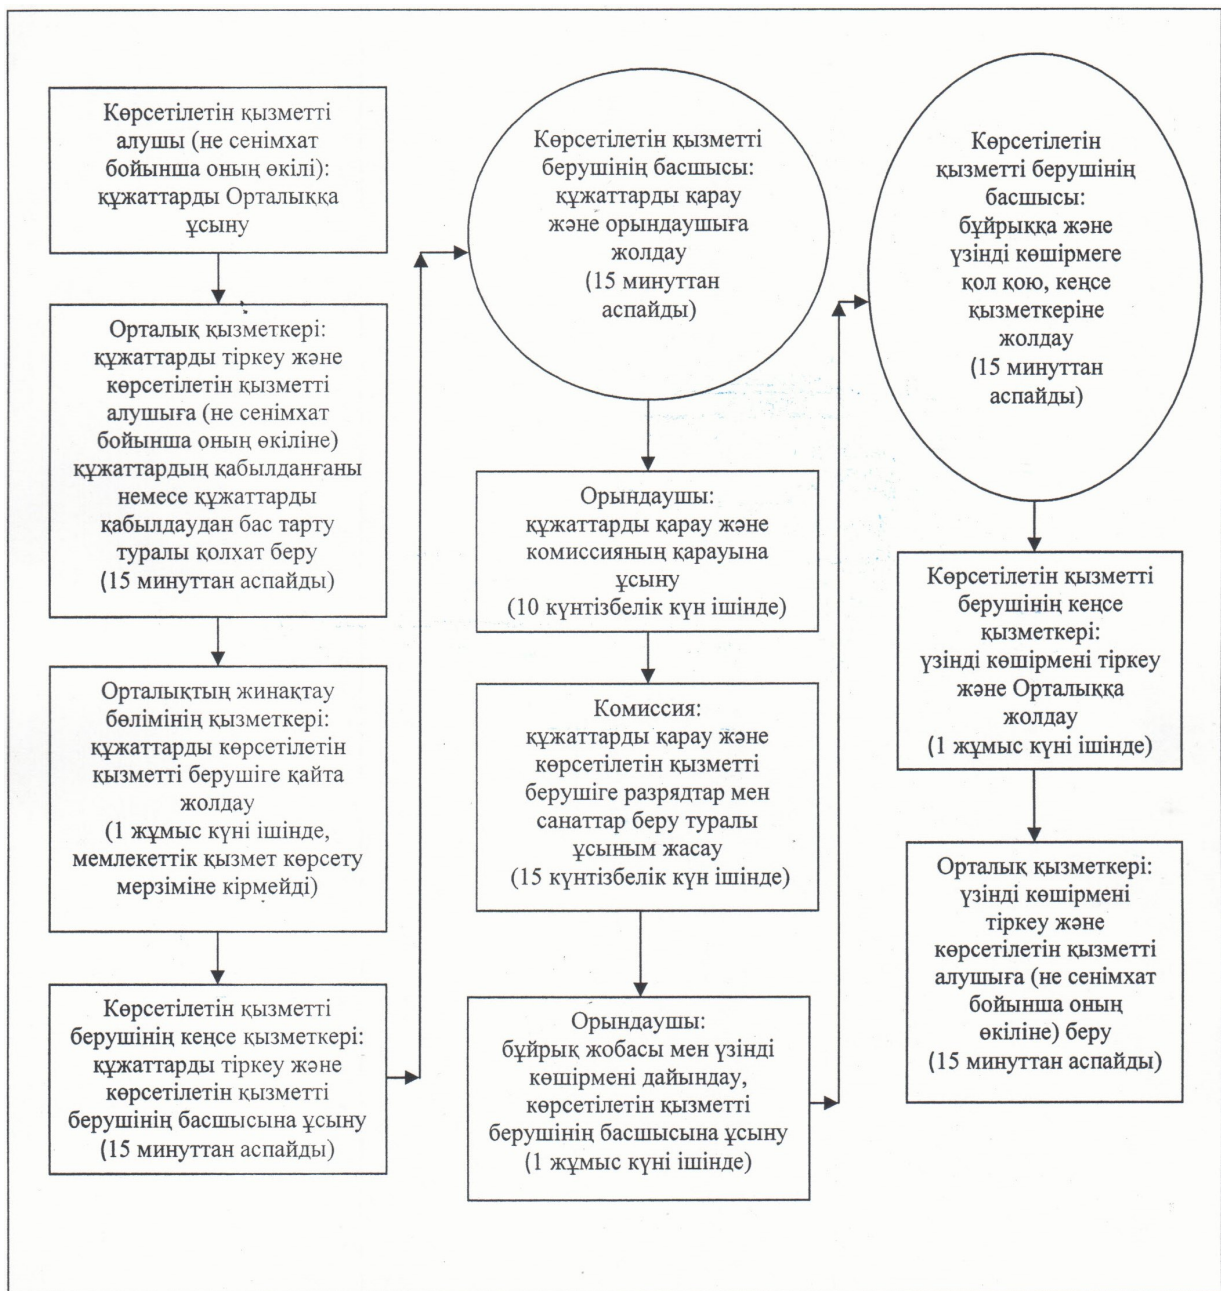 Көрсетілетін қызметті
алушы (не сенімхат
бойынша оның өкілі):
құжаттарды Орталыққа
ұсыну
Орталық қызметкері:
құжаттарды тіркеу және
көрсетілетін қызметті
алушыға (не сенімхат
бойынша оның өкіліне)
құжаттардың қабылданғаны
немесе құжаттарды
қабылдаудан бас тарту
туралы қолхат беру
(15 минуттан аспайды)
Орталықтың жинақтау
бөлімінің қызметкері:
құжаттарды көрсетілетін
қызметті берушіге қайта
жолдау
(1 жұмыс күні ішінде,
мемлекеттік қызмет көрсету
мерзіміне кірмейді)
Көрсетілетін қызметті
берушінің кеңсе қызметкері:
құжаттарды тіркеу және
көрсетілетін қызметті
берушінің басшысына ұсыну
(15 минуттан аспайды)
Көрсетілетін қызметті
берушінің басшысы:
құжаттарды қарау
және орындаушыға
жолдау
(15 минуттан
аспайды)
Орындаушы:
құжаттарды қарау және
комиссияның қарауына
ұсыну
(10 күнтізбелік күн ішінде)
Комиссия:
құжаттарды қарау және
көрсетілетін қызметті
берушіге разрядтар мен
санаттар беру туралы
ұсыным жасау
(15 күнтізбелік күн ішінде)
Орындаушы:
бұйрық жобасы мен үзінді
көшірмені дайындау,
көрсетілетін қызметті
берушінің басшысына ұсыну
(1 жұмыс күні ішінде)
Көрсетілетін
қызметті берушінің
басшысы:
бұйрыққа және
үзінді көшірмеге
қол қою, кеңсе
қызметкеріне
жолдау
(15 минуттан
аспайды)
Көрсетілетін қызметті
берушінің кеңсе
қызметкері:
үзінді көшірмені тіркеу
және Орталыққа
жолдау
(1 жұмыс күні ішінде)
Орталық қызметкері:
үзінді көшірмені
тіркеу және
көрсетілетін қызметті
алушыға (не сенімхат
бойынша оның
өкіліне) беру
(15 минуттан аспайды)